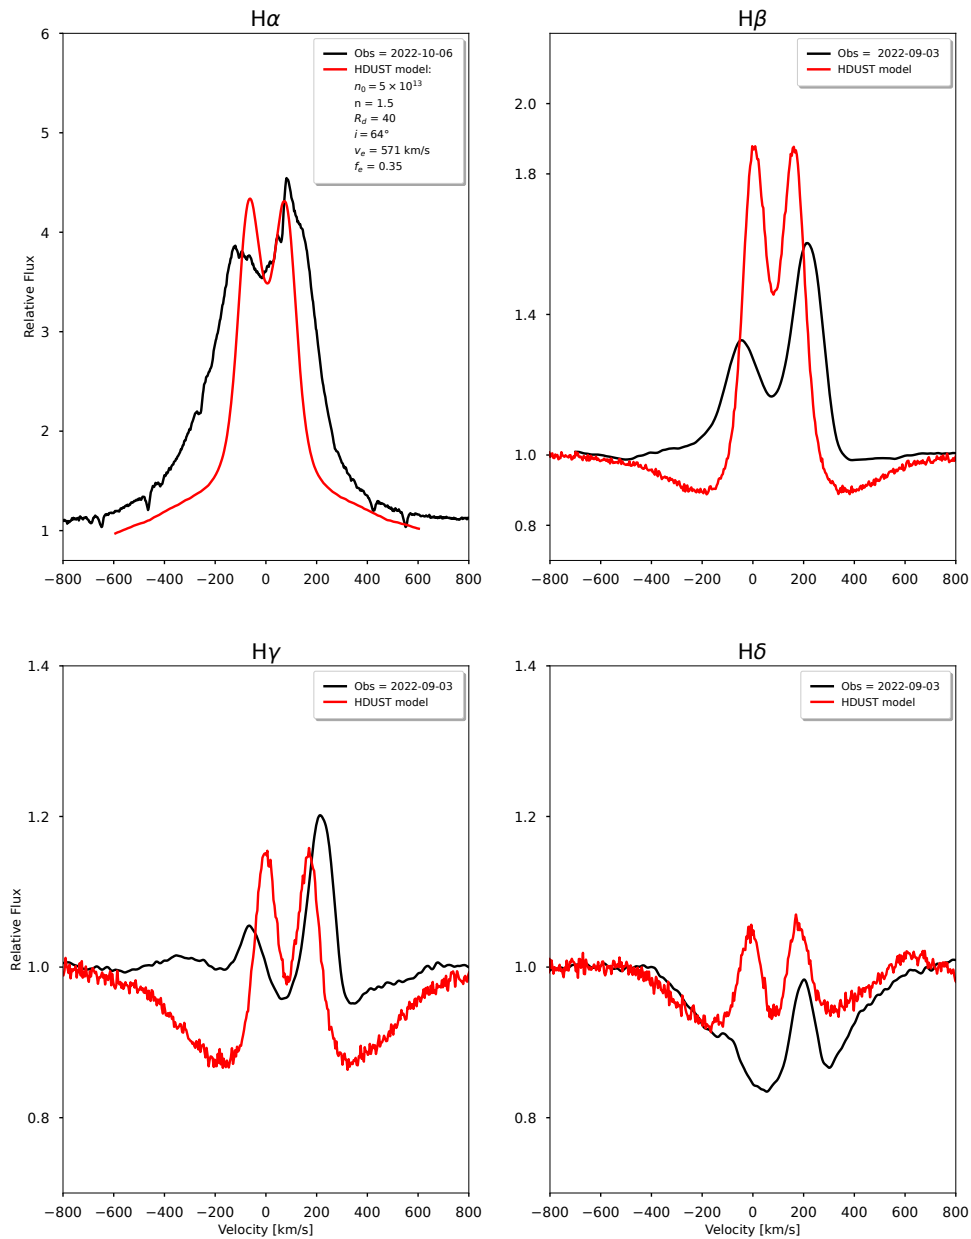 Hα
6
5
4
3
2
1
Relative Flux
Obs = 2022-10-06
HDUST model:
n₀ = 5 × 10¹³
n = 1.5
R_d = 40
i = 64°
v_e = 571 km/s
f_e = 0.35
−800 −600 −400 −200 0 200 400 600 800
Hβ
2.0
1.8
1.4
1.0
0.8
Obs =  2022-09-03
HDUST model
−800 −600 −400 −200 0 200 400 600 800
Hγ
1.4
1.2
1.0
0.8
Relative Flux
Obs = 2022-09-03
HDUST model
−800 −600 −400 −200 0 200 400 600 800
Velocity [km/s]
Hδ
1.4
1.2
1.0
0.8
Obs = 2022-09-03
HDUST model
−800 −600 −400 −200 0 200 400 600 800
Velocity [km/s]